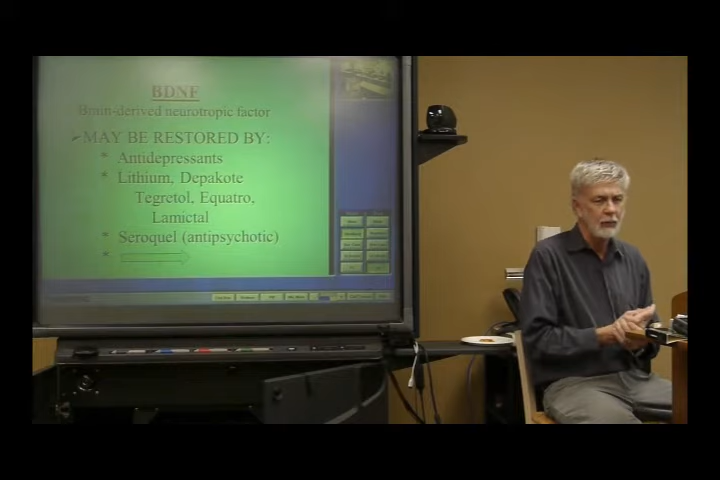 BDNF
Brain-derived neurotropic factor
MAY BE RESTORED BY:
Antidepressants
Lithium, Depakote
Tegretol, Equatro,
Lamictal
Seroquel (antipsychotic)